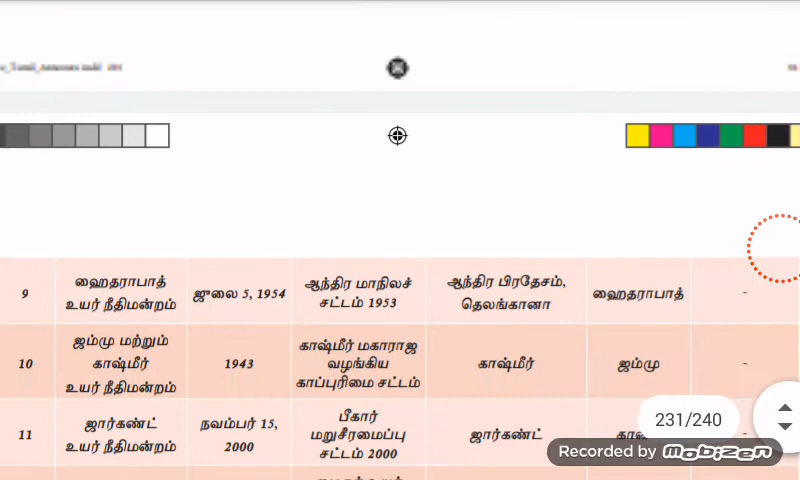 9
ஹைதராபாத்
உயர் நீதிமன்றம்
ஜுலை 5, 1954
ஆந்திர மாநிலச்
சட்டம் 1953
ஆந்திர பிரதேசம்,
தெலங்கானா
ஹைதராபாத்
-
10
ஜம்மு மற்றும்
காஷ்மீர்
உயர் நீதிமன்றம்
1943
காஷ்மீர் மகாராஜ
வழங்கிய
காப்புரிமை சட்டம்
காஷ்மீர்
ஜம்மு
-
11
ஜார்கண்ட்
உயர் நீதிமன்றம்
நவம்பர் 15,
2000
பீகார்
மறுசீரமைப்பு
சட்டம் 2000
ஜார்கண்ட்
-
231/240
Recorded by mobizen